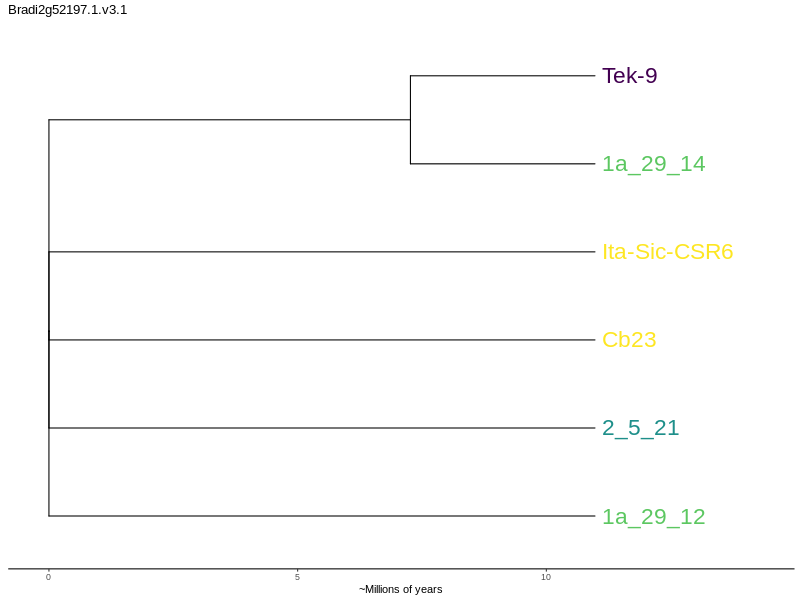 Bradi2g52197.1.v3.1
Tek-9
1a_29_14
Ita-Sic-CSR6
Cb23
2_5_21
1a_29_12
0 5 10
~Millions of years